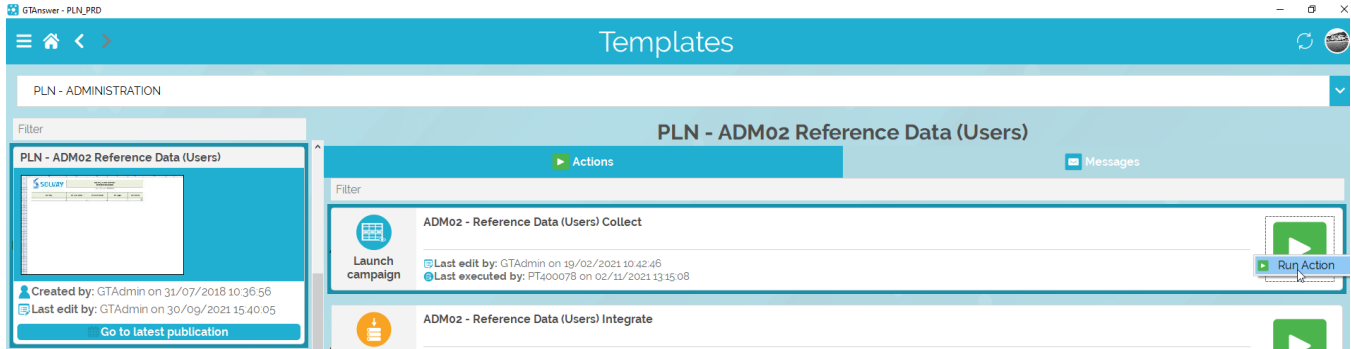 GTAnswer - PLN_PRD
Templates
PLN - ADMINISTRATION
Filter
PLN - ADM02 Reference Data (Users)
SOLVAY
Created by: GTAdmin on 31/07/2018 10:36:56
Last edit by: GTAdmin on 30/09/2021 15:40:05
Go to latest publication
PLN - ADM02 Reference Data (Users)
Actions
Messages
Filter
Launch campaign
ADM02 - Reference Data (Users) Collect
Last edit by: GTAdmin on 19/02/2021 10:42:46
Last executed by: PT400078 on 02/11/2021 13:15:08
Run Action
ADM02 - Reference Data (Users) Integrate